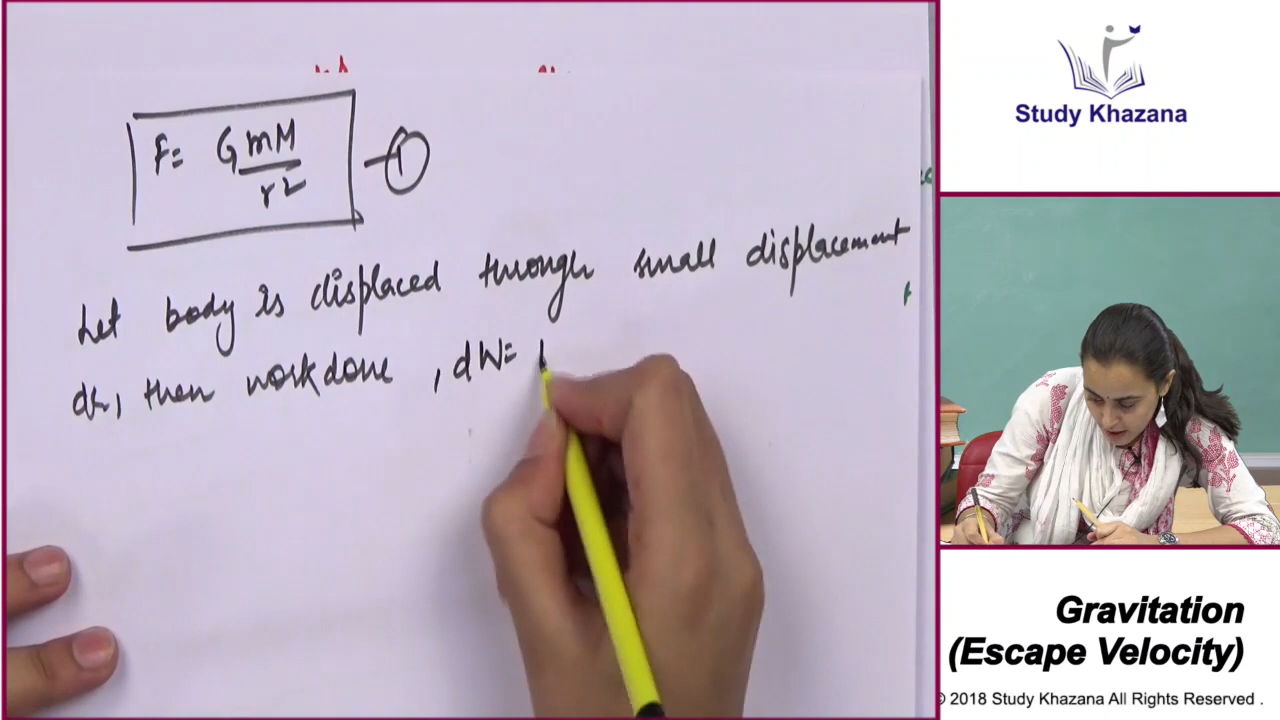 F= G mM / r² — ①
Let body is displaced through small displacement
dr, then workdone , dW=
Study Khazana
Gravitation
(Escape Velocity)
© 2018 Study Khazana All Rights Reserved .